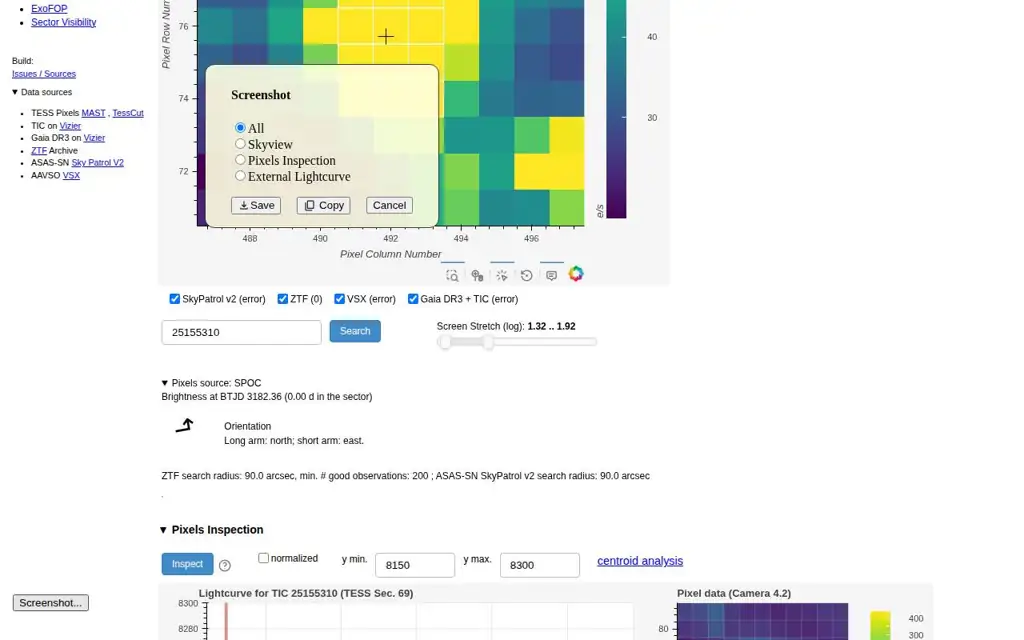 ExoFOP
Sector Visibility
Build:
Issues / Sources
▼ Data sources
TESS Pixels MAST , TessCut
TIC on Vizier
Gaia DR3 on Vizier
ZTF Archive
ASAS-SN Sky Patrol V2
AAVSO VSX
Screenshot...
Pixel Row Num
76
74
72
488
490
492
494
496
Pixel Column Number
40
30
e/s
Screenshot
All
Skyview
Pixels Inspection
External Lightcurve
Save
Copy
Cancel
SkyPatrol v2 (error) ZTF (0) VSX (error) Gaia DR3 + TIC (error)
25155310
Search
Screen Stretch (log): 1.32 .. 1.92
▼ Pixels source: SPOC
Brightness at BTJD 3182.36 (0.00 d in the sector)
Orientation
Long arm: north; short arm: east.
ZTF search radius: 90.0 arcsec, min. # good observations: 200 ; ASAS-SN SkyPatrol v2 search radius: 90.0 arcsec
.
▼ Pixels Inspection
Inspect
?
normalized
y min.
8150
y max.
8300
centroid analysis
Lightcurve for TIC 25155310 (TESS Sec. 69)
8300
8280
Pixel data (Camera 4.2)
80
400
300